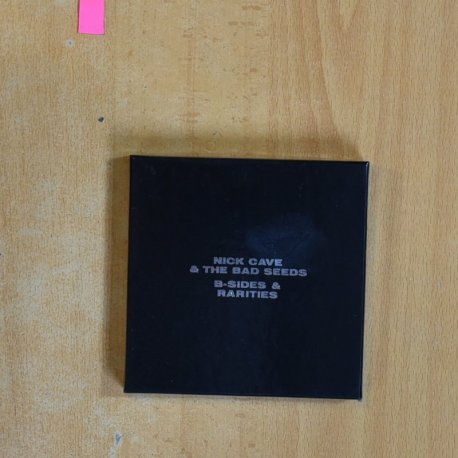 NICK CAVE
& THE BAD SEEDS
B-SIDES &
RARITIES